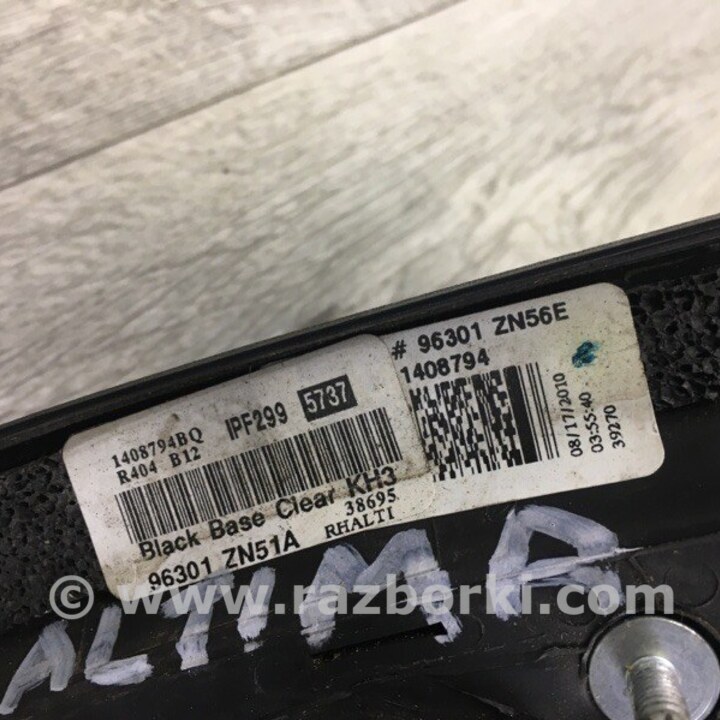 # 96301 ZN56E
1408794
08/17/2010
03:55:40
39270
IPF299 5737
1408794BQ
R404 B12
Black Base Clear KH3
38695
96301 ZN51A RHALTI
ALTIMA
© www.razborki.com